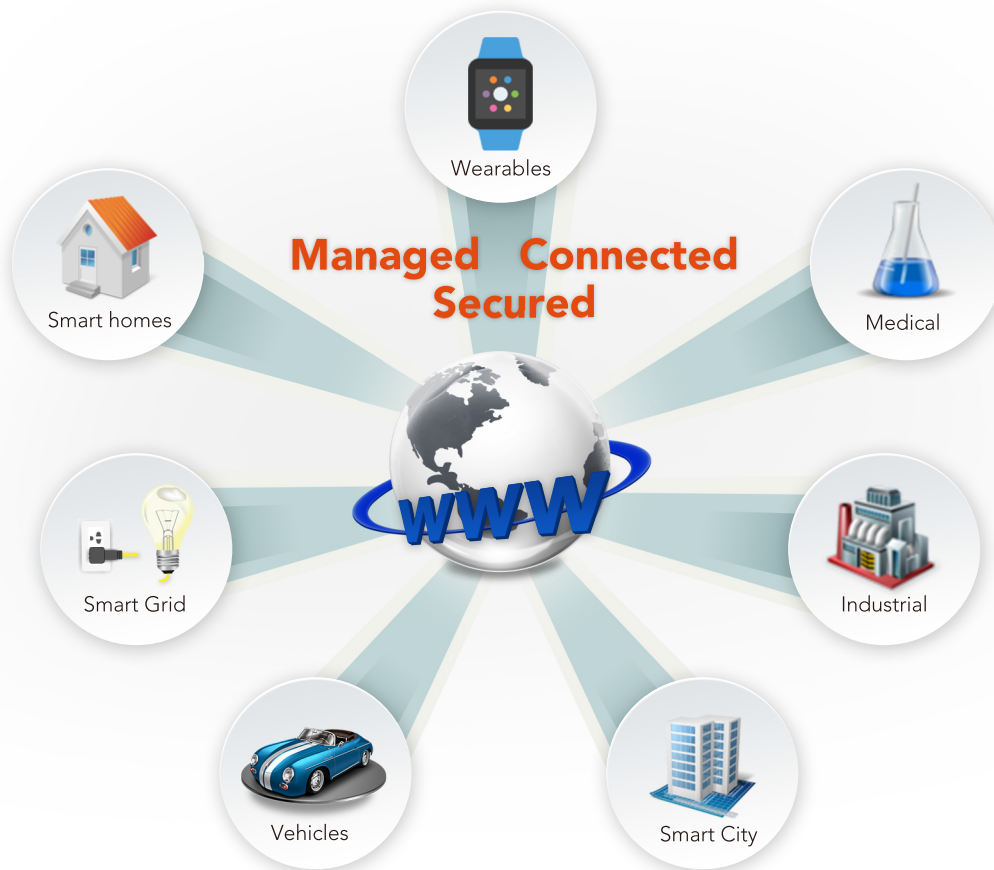 Wearables
Managed Connected
Secured
Smart homes
Medical
www
Smart Grid
Industrial
Vehicles
Smart City